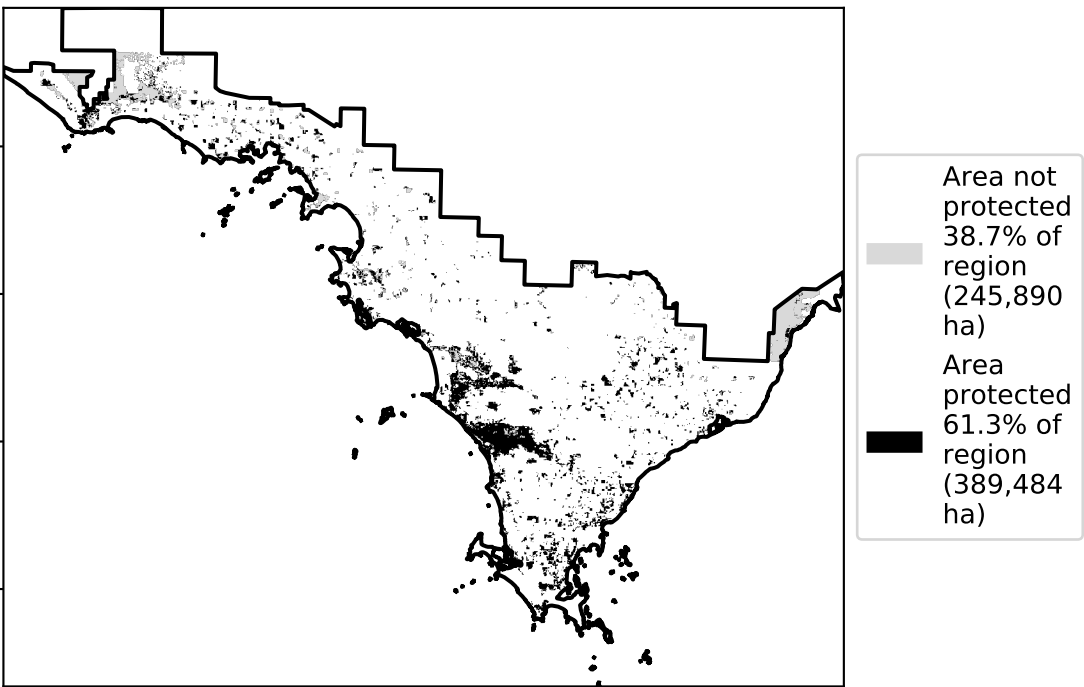 Area not
protected
38.7% of
region
(245,890
ha)
Area
protected
61.3% of
region
(389,484
ha)